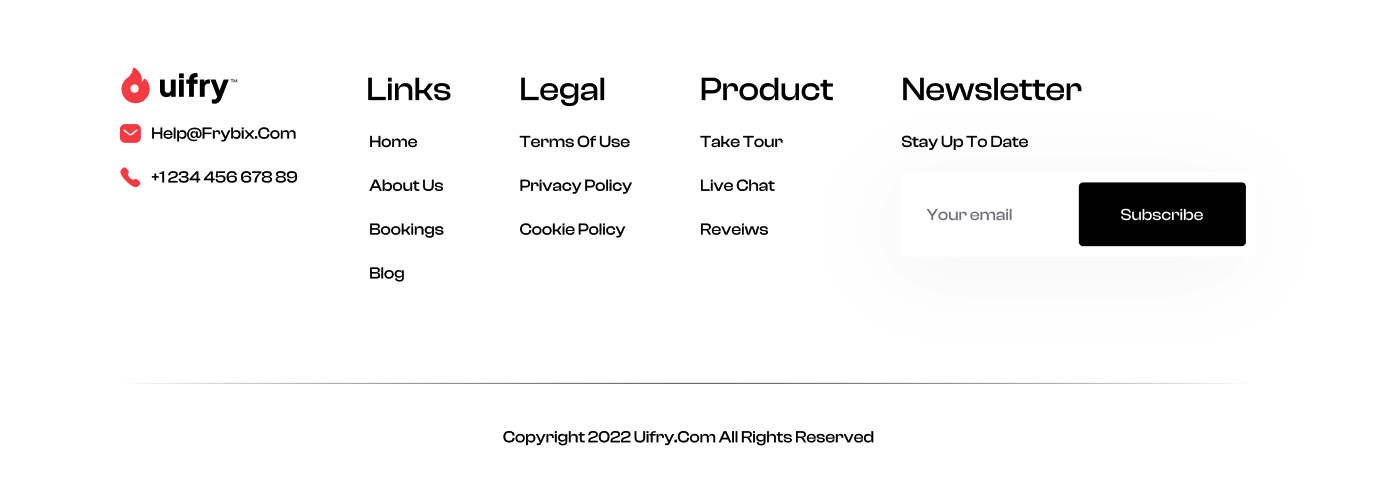 uifry™
Help@Frybix.Com
+1 234 456 678 89
Links
Home
About Us
Bookings
Blog
Legal
Terms Of Use
Privacy Policy
Cookie Policy
Product
Take Tour
Live Chat
Reveiws
Newsletter
Stay Up To Date
Your email
Subscribe
Copyright 2022 Uifry.Com All Rights Reserved